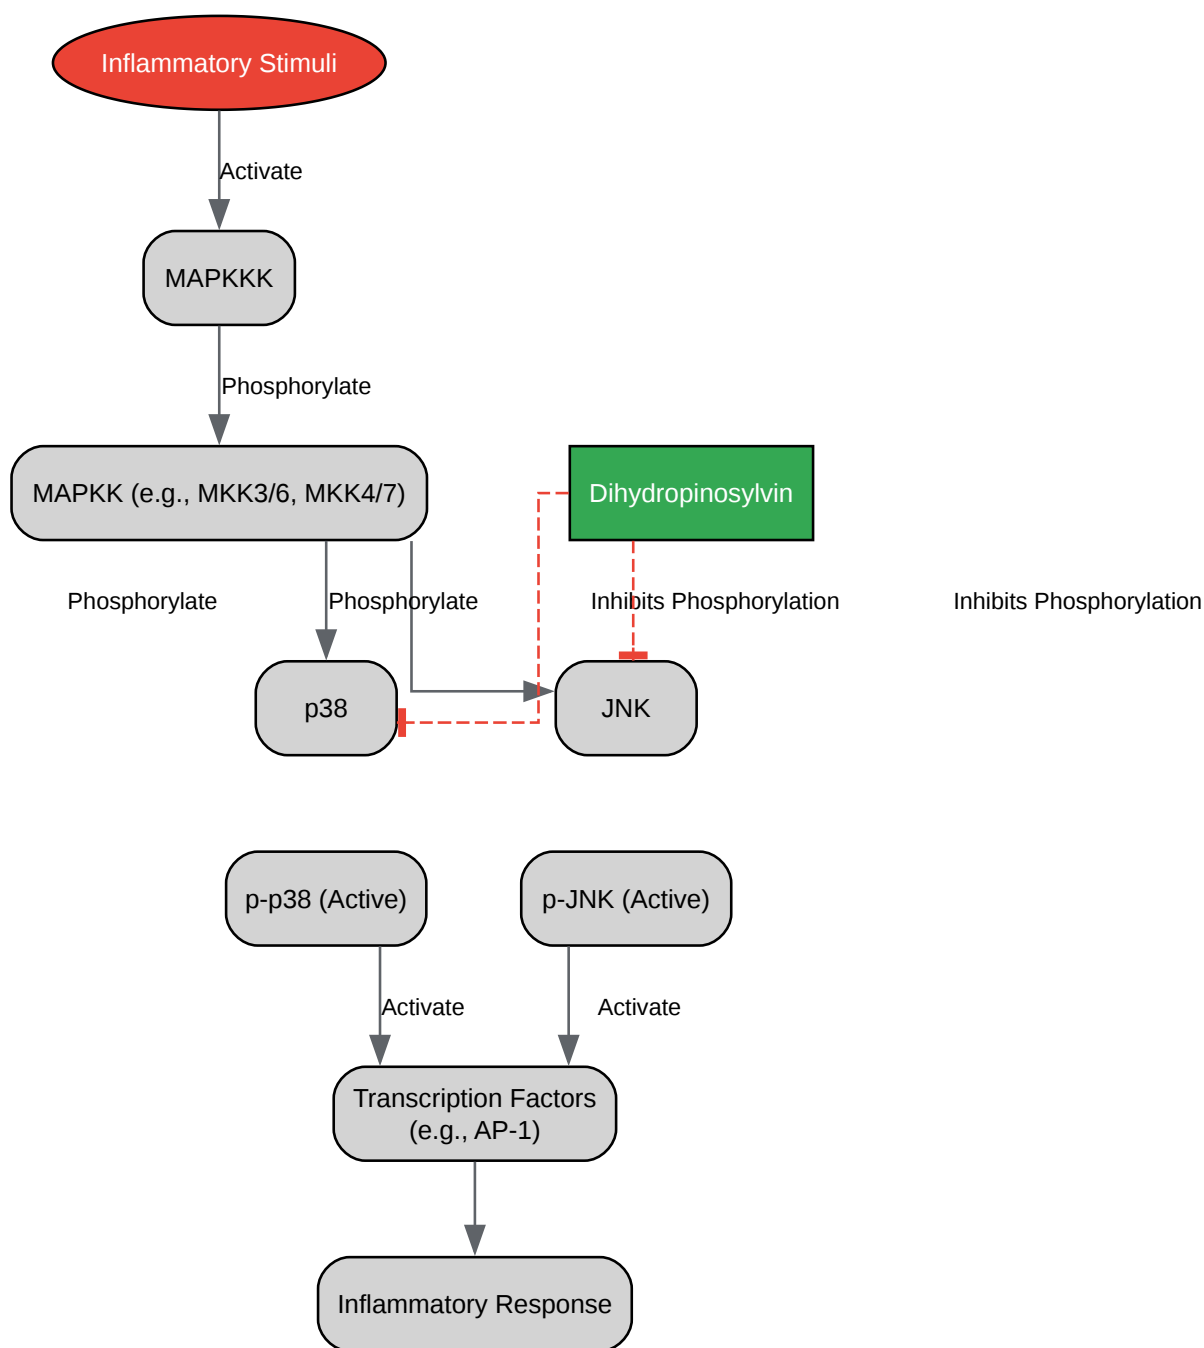 Inflammatory Stimuli
Activate
MAPKKK
Phosphorylate
MAPKK (e.g., MKK3/6, MKK4/7)
Dihydropinosylvin
Phosphorylate
Phosphorylate
Inhibits Phosphorylation
Inhibits Phosphorylation
p38
JNK
p-p38 (Active)
p-JNK (Active)
Activate
Activate
Transcription Factors
(e.g., AP-1)
Inflammatory Response